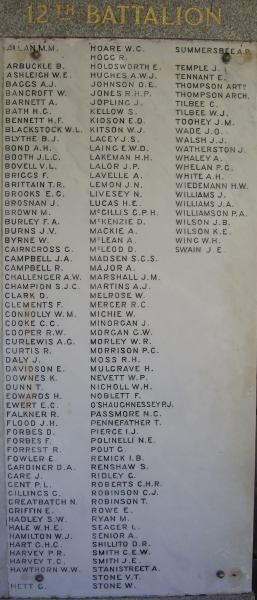 12TH BATTALION
ALLAN M.M.
ARBUCKLE B.
ASHLEIGH W.E.
BAGGS A.J.
BANCROFT W.
BARNETT A.
BATH H.G.
BENNETT H.F.
BLACKSTOCK W.L.
BLYTHE B.J.
BOND A.H.
BOOTH J.L.C.
BOVELL V.L.
BRIGGS F.
BRITTAIN T.R.
BROOKS E.G.
BROSNAN J.
BROWN M.
BURLEY F.A.
BURNS J.V.
BYRNE W.
CAIRNCROSS G.
CAMPBELL J.A.
CAMPBELL R.
CHALLENGER A.W.
CHAMPION S.J.C.
CLARK D.
CLEMENTS F.
CONNOLLY W.M.
COOKE C.C.
COOPER R.W.
CURLEWIS A.G.
CURTIS R.
DALY J.
DAVIDSON E.
DOWNES K.
DUNN T.
EDWARDS H.
EWERT E.C.
FALKNER R.
FLOOD J.H.
FORBES D.
FORBES F.
FORREST R.
FOWLER E.
GARDINER D.A.
GARE J.
GENT P.L.
GILLINGS C.
GREATBATCH N.
GRIFFIN E.
HADLEY S.W.
HALE W.H.E.
HAMILTON W.J.
HART C.H.C.
HARVEY P.R.
HARVEY T.C.
HAWTHORN W.W.
HETT G.
HOARE W.C.
HOGG R.
HOLDSWORTH E.
HUGHES A.W.J.
JOHNSON G.E.
JONES R.H.P.
JOPLING J.
KELLOW S.
KIDSON E.D.
KITSON W.J.
LACEY J.S.
LAING E.W.D.
LAKEMAN H.H.
LALOR J.P.
LAVELLE A.
LEMON J.N.
LIVESEY N.
LUCAS H.E.
McGILLIS C.P.H.
McKENZIE D.
MACKIE A.
McLEAN A.
McLEOD D.
MADSEN S.C.S.
MAJOR A.
MARSHALL J.M.
MARTINS A.J.
MELROSE W.
MERCER R.C.
MICHIE W.
MINORGAN J.
MORGAN G.W.
MORLEY W.R.
MORRISON P.C.
MOSS R.H.
MULGRAVE H.
NEVETT W.P.
NICHOLL W.H.
NOBLETT F.
O'SHAUGHNESSEY P.J.
PASSMORE N.C.
PENNEFATHER T.
PIERCE I.J.
POLINELLI N.E.
POUT G.
REMICK I.B.
RENSHAW S.
RIDLEY G.
ROBERTS C.H.R.
ROBINSON C.J.
ROBINSON T.
ROWE E.
RYAN M.
SEAGER L.
SENIOR A.
SHILLITO D.R.
SMITH C.E.W.
SMITH J.E.
STANISTREET A.
STONE V.T.
STONE W.
SUMMERSBEE A.P.
TEMPLE J.
TENNANT E.
THOMPSON ART?
THOMPSON ARCH.
TILBEE C.
TILBEE W.J.
TOOHEY J.M.
WADE J.O.
WALSH J.J.
WATHERSTON J.
WHALEY A.
WHELAN P.G.
WHITE A.H.
WIEDEMANN H.W.
WILLIAMS J.
WILLIAMS J.A.
WILLIAMSON P.A.
WILSON J.B.
WILSON K.E.
WING W.H.
SWAIN J.E.